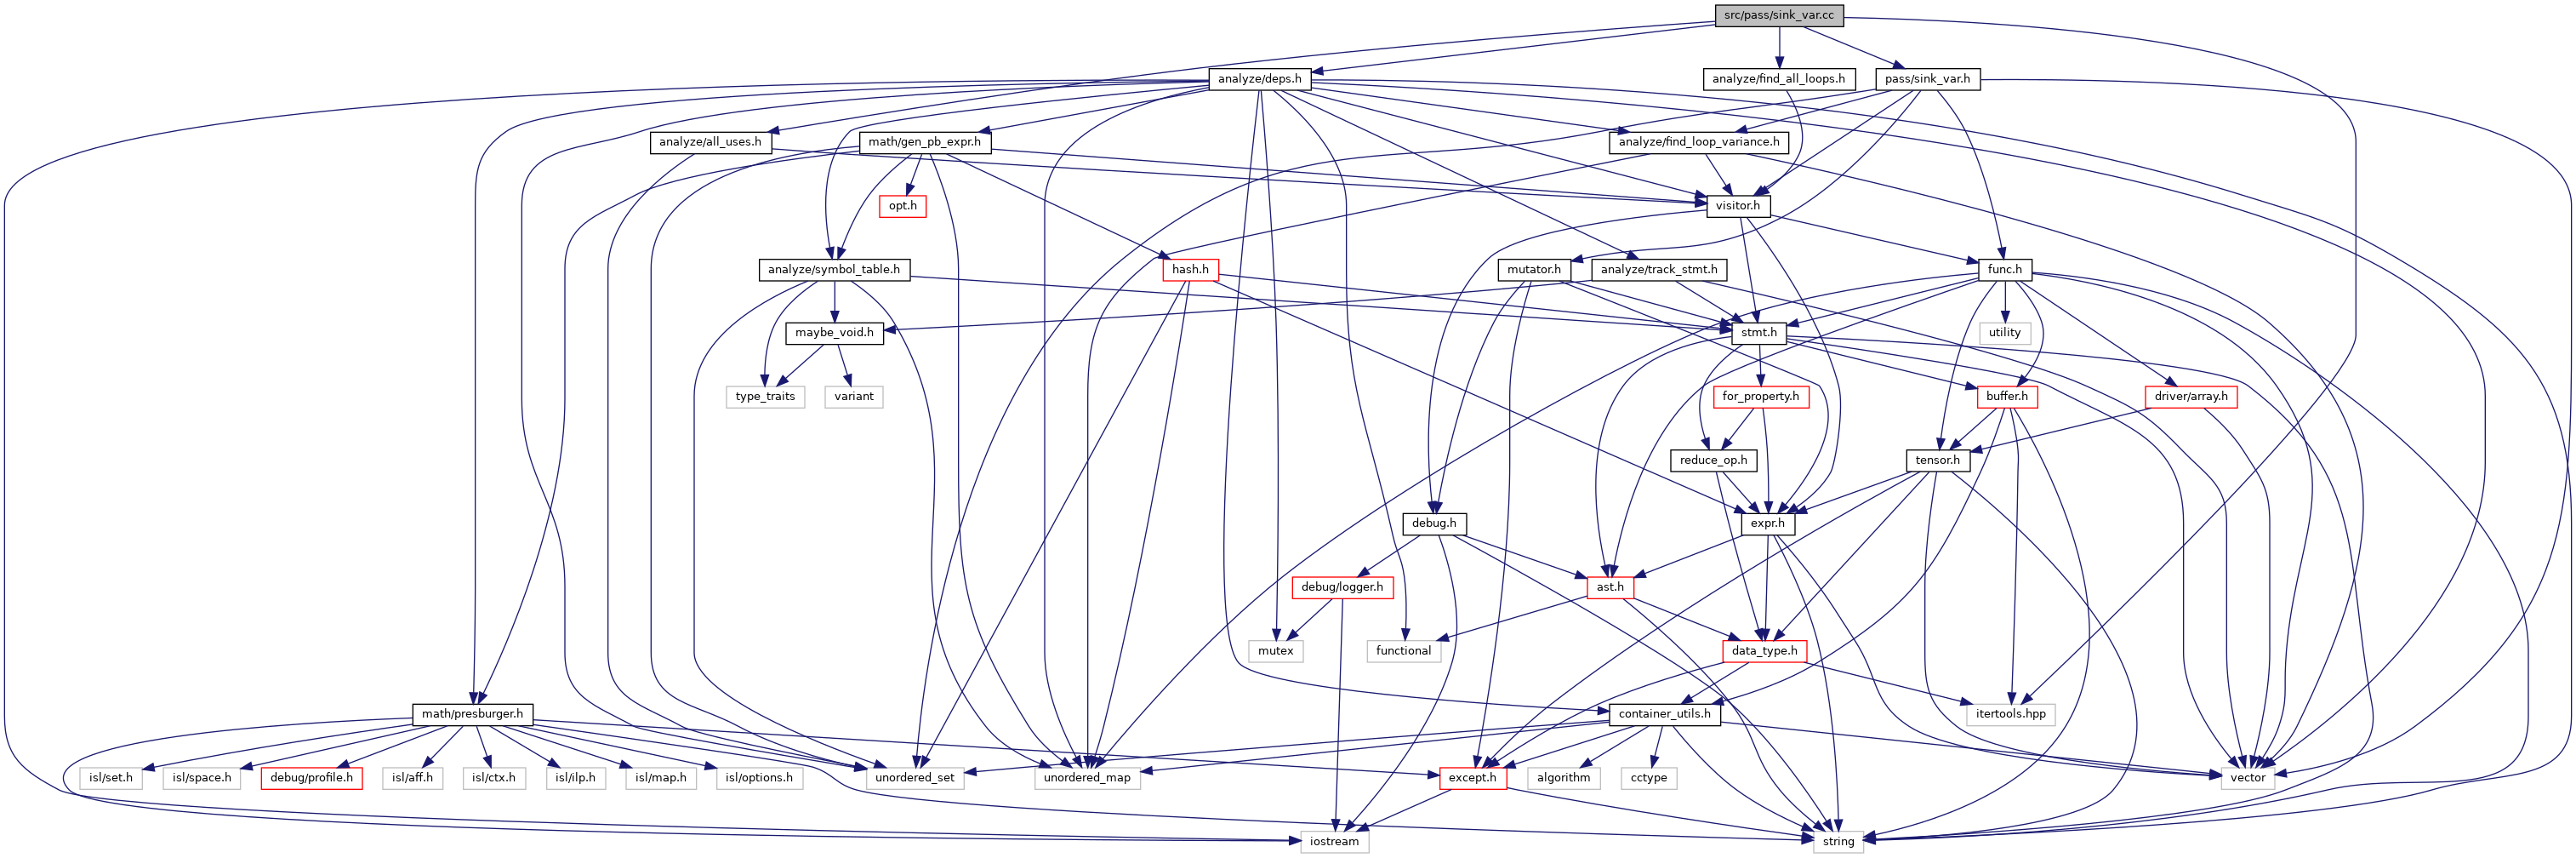 src/pass/sink_var.cc
analyze/deps.h
analyze/find_all_loops.h
pass/sink_var.h
analyze/all_uses.h
math/gen_pb_expr.h
analyze/find_loop_variance.h
opt.h
visitor.h
analyze/symbol_table.h
hash.h
mutator.h
analyze/track_stmt.h
func.h
maybe_void.h
stmt.h
utility
type_traits
variant
for_property.h
buffer.h
driver/array.h
reduce_op.h
tensor.h
debug.h
expr.h
debug/logger.h
ast.h
mutex
functional
data_type.h
math/presburger.h
container_utils.h
itertools.hpp
isl/set.h
isl/space.h
debug/profile.h
isl/aff.h
isl/ctx.h
isl/ilp.h
isl/map.h
isl/options.h
unordered_set
unordered_map
except.h
algorithm
cctype
vector
iostream
string